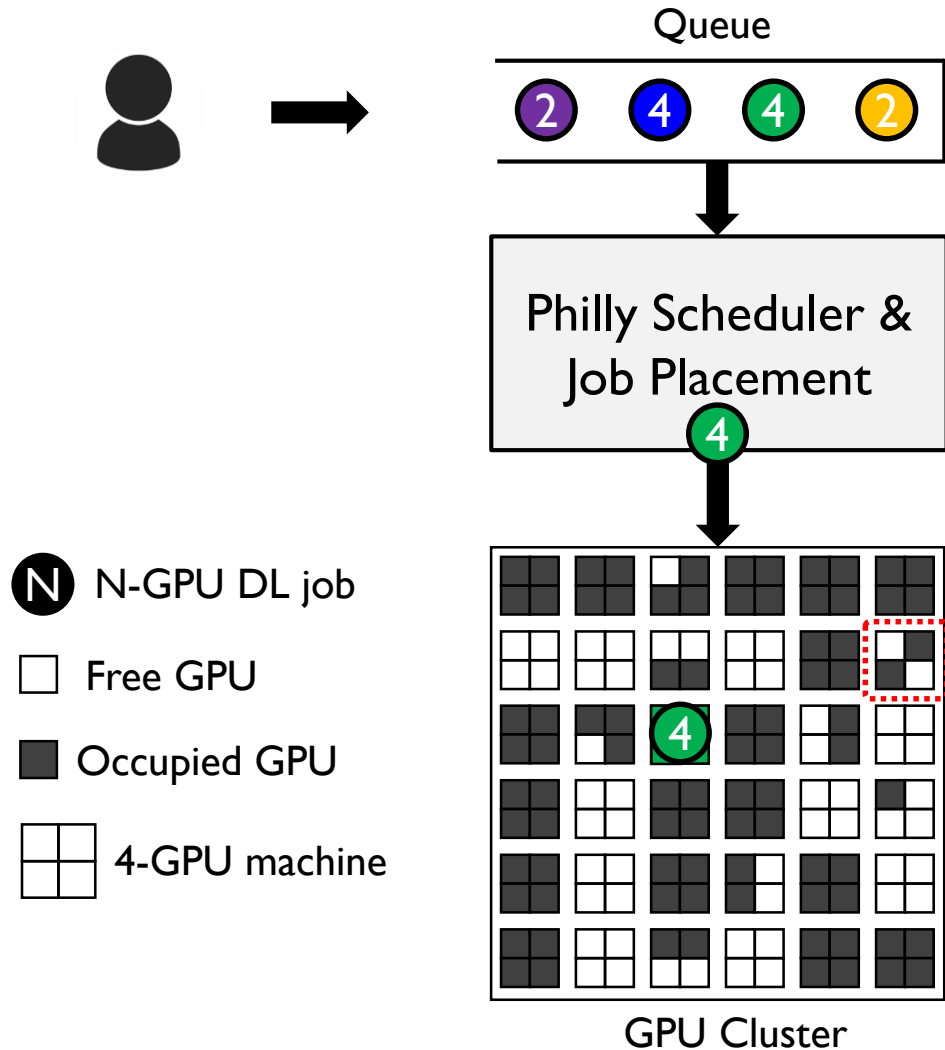 Queue
2 4 4 2
Philly Scheduler &
Job Placement
4
N N-GPU DL job
Free GPU
Occupied GPU
4-GPU machine
4
GPU Cluster